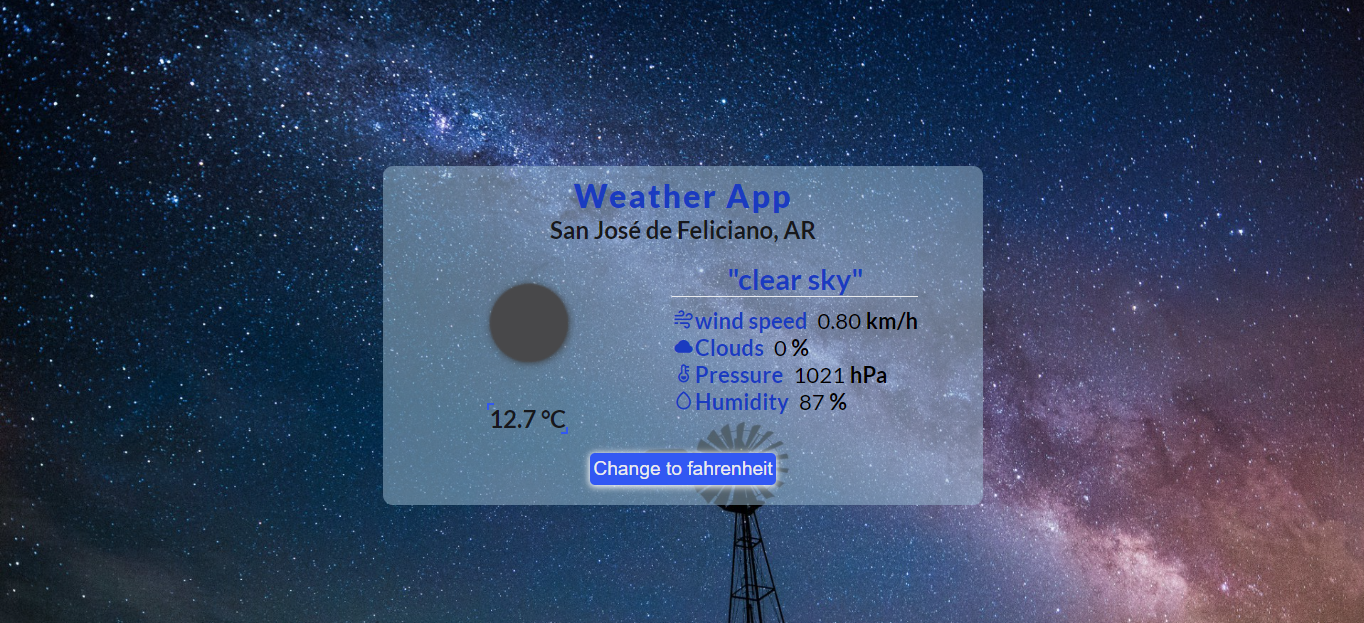 Weather App
San José de Feliciano, AR
"clear sky"
wind speed 0.80 km/h
Clouds 0 %
Pressure 1021 hPa
Humidity 87 %
12.7 °C
Change to fahrenheit